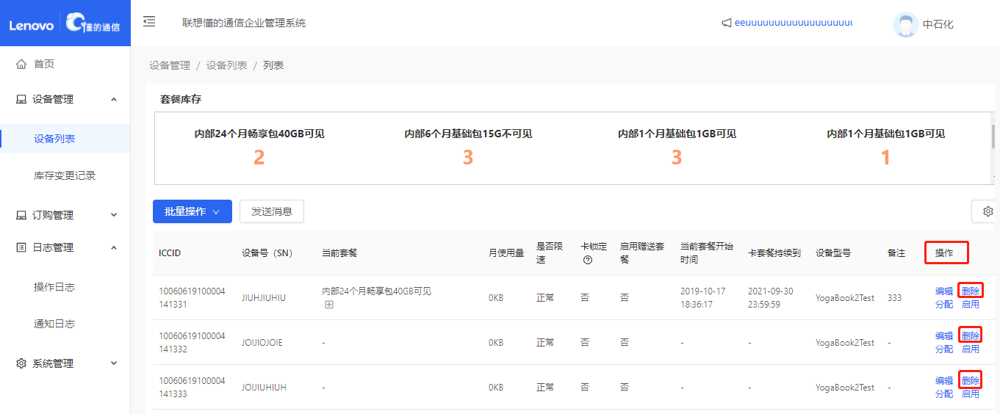 Lenovo 懂的通信
联想懂的通信企业管理系统
eeuuuuuuuuuuuuuuuuuu
中石化
首页
设备管理
设备列表
库存变更记录
订购管理
日志管理
操作日志
通知日志
系统管理
设备管理 / 设备列表 / 列表
套餐库存
内部24个月畅享包40GB可见
2
内部6个月基础包15G不可见
3
内部1个月基础包1GB可见
3
内部1个月基础包1GB可见
1
批量操作
发送消息
ICCID
设备号（SN）
当前套餐
月使用量
是否限
速
卡锁定
启用赠送套
餐
当前套餐开始
时间
卡套餐持续到
设备型号
备注
操作
10060619100004
141331
JIUHJIUHIU
内部24个月畅享包40GB可见
0KB
正常
否
否
2019-10-17
18:36:17
2021-09-30
23:59:59
YogaBook2Test
333
编辑 删除
分配 启用
10060619100004
141332
JOIJIOJOIE
-
0KB
正常
否
否
-
-
YogaBook2Test
-
编辑 删除
分配 启用
10060619100004
141333
JOIJIUHIUH
-
0KB
正常
否
否
-
-
YogaBook2Test
-
编辑 删除
分配 启用